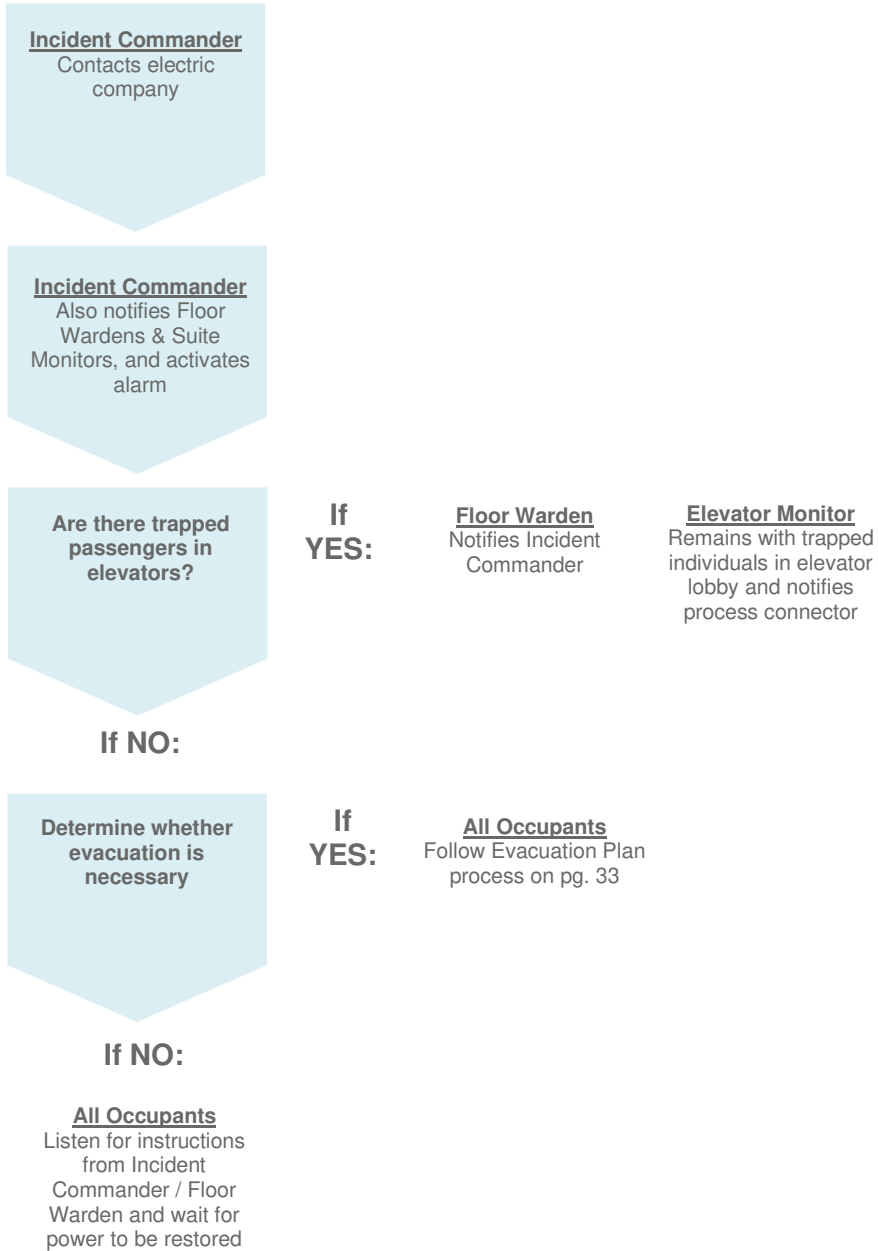 Incident Commander
Contacts electric
company
Incident Commander
Also notifies Floor
Wardens & Suite
Monitors, and activates
alarm
Are there trapped
passengers in
elevators?
If
YES:
Floor Warden
Notifies Incident
Commander
Elevator Monitor
Remains with trapped
individuals in elevator
lobby and notifies
process connector
If NO:
Determine whether
evacuation is
necessary
If
YES:
All Occupants
Follow Evacuation Plan
process on pg. 33
If NO:
All Occupants
Listen for instructions
from Incident
Commander / Floor
Warden and wait for
power to be restored